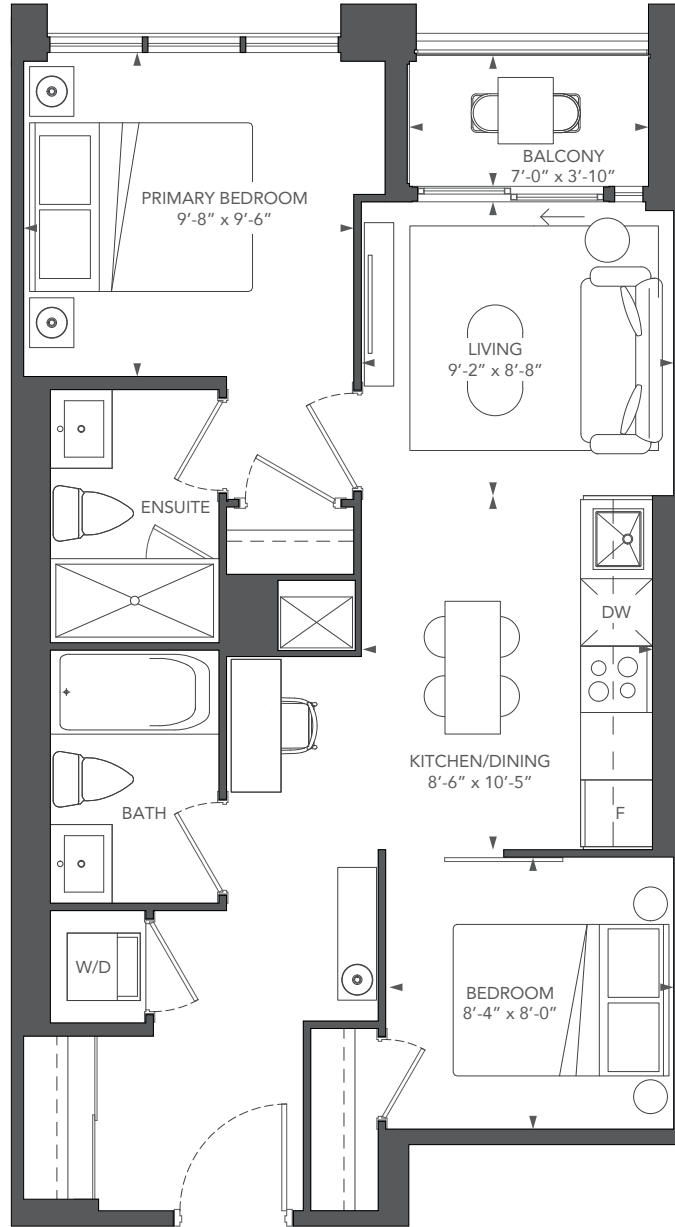 BALCONY
7'-0" x 3'-10"
PRIMARY BEDROOM
9'-8" x 9'-6"
LIVING
9'-2" x 8'-8"
ENSUITE
DW
KITCHEN/DINING
8'-6" x 10'-5"
BATH
F
W/D
BEDROOM
8'-4" x 8'-0"